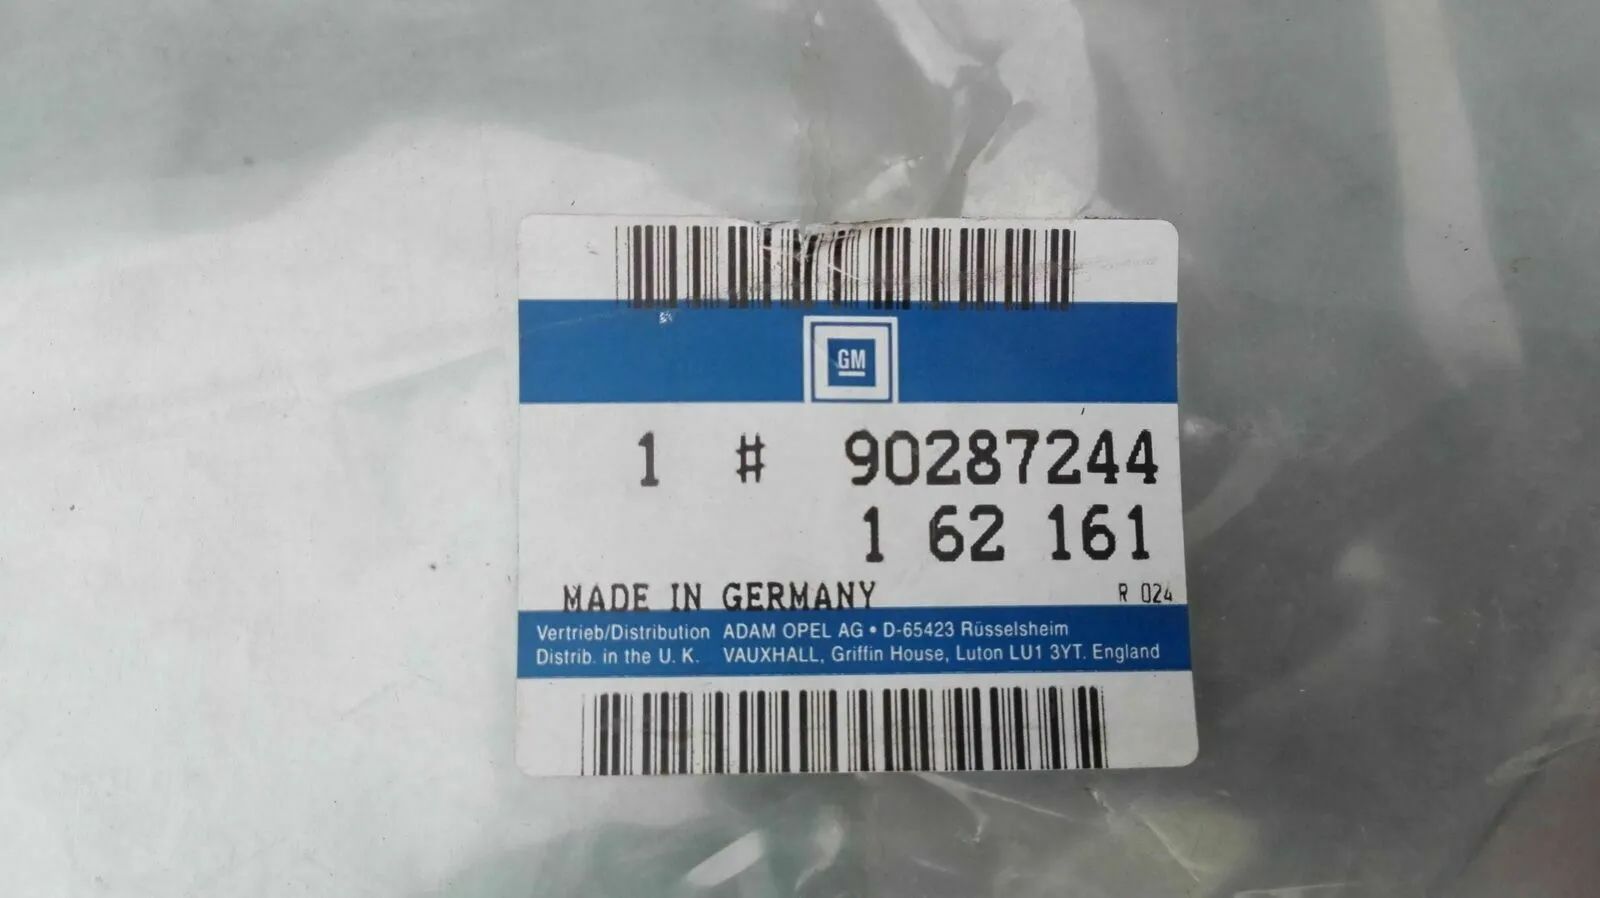 GM
1 # 90287244
1 62 161
MADE IN GERMANY R 024
Vertrieb/Distribution ADAM OPEL AG • D-65423 Rüsselsheim
Distrib. in the U. K. VAUXHALL, Griffin House, Luton LU1 3YT. England